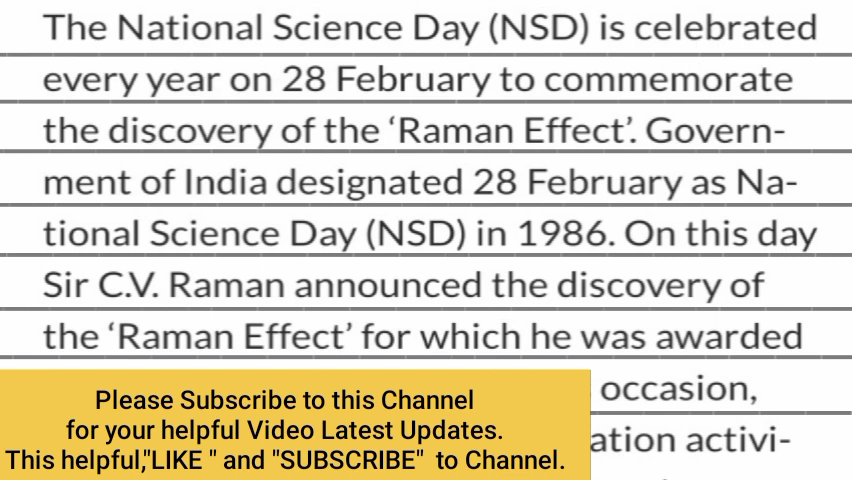 The National Science Day (NSD) is celebrated
every year on 28 February to commemorate
the discovery of the ‘Raman Effect’. Govern-
ment of India designated 28 February as Na-
tional Science Day (NSD) in 1986. On this day
Sir C.V. Raman announced the discovery of
the ‘Raman Effect’ for which he was awarded
occasion,
ation activi-
Please Subscribe to this Channel
for your helpful Video Latest Updates.
This helpful,"LIKE " and "SUBSCRIBE" to Channel.